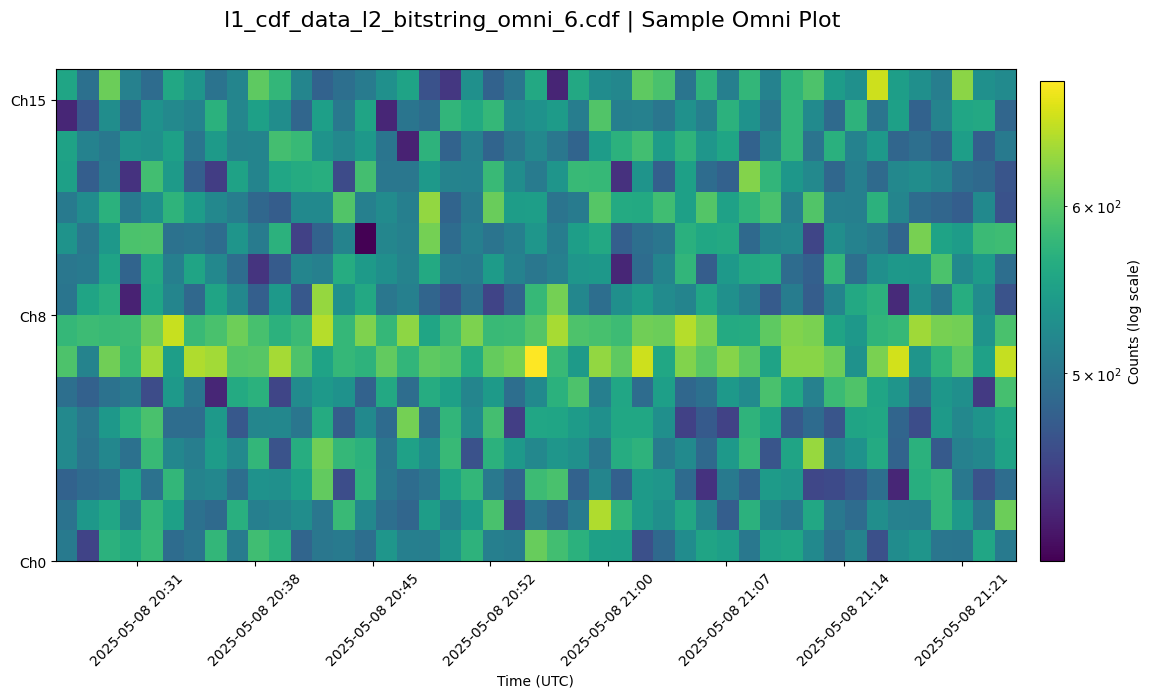 l1_cdf_data_l2_bitstring_omni_6.cdf | Sample Omni Plot
Ch15
Ch8
Ch0
2025-05-08 20:31
2025-05-08 20:38
2025-05-08 20:45
2025-05-08 20:52
2025-05-08 21:00
2025-05-08 21:07
2025-05-08 21:14
2025-05-08 21:21
Time (UTC)
6 × 10²
5 × 10²
Counts (log scale)